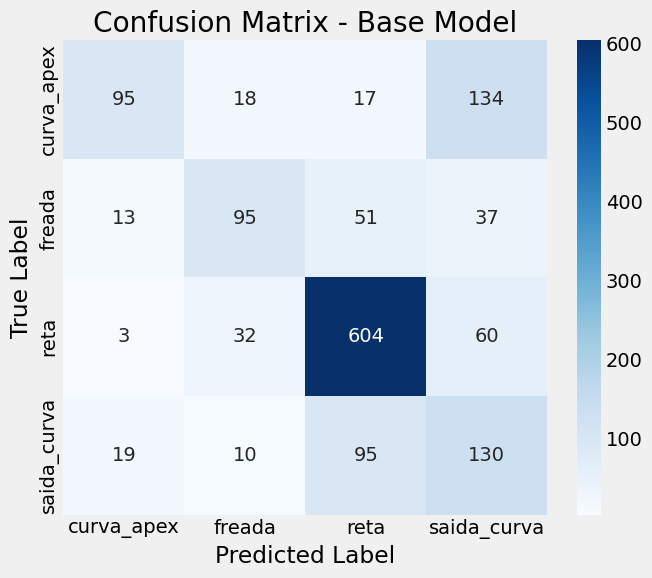 Confusion Matrix - Base Model
True Label
curva_apex
95 18 17 134
freada
13 95 51 37
reta
3 32 604 60
saida_curva
19 10 95 130
curva_apex freada reta saida_curva
Predicted Label
600
500
400
300
200
100